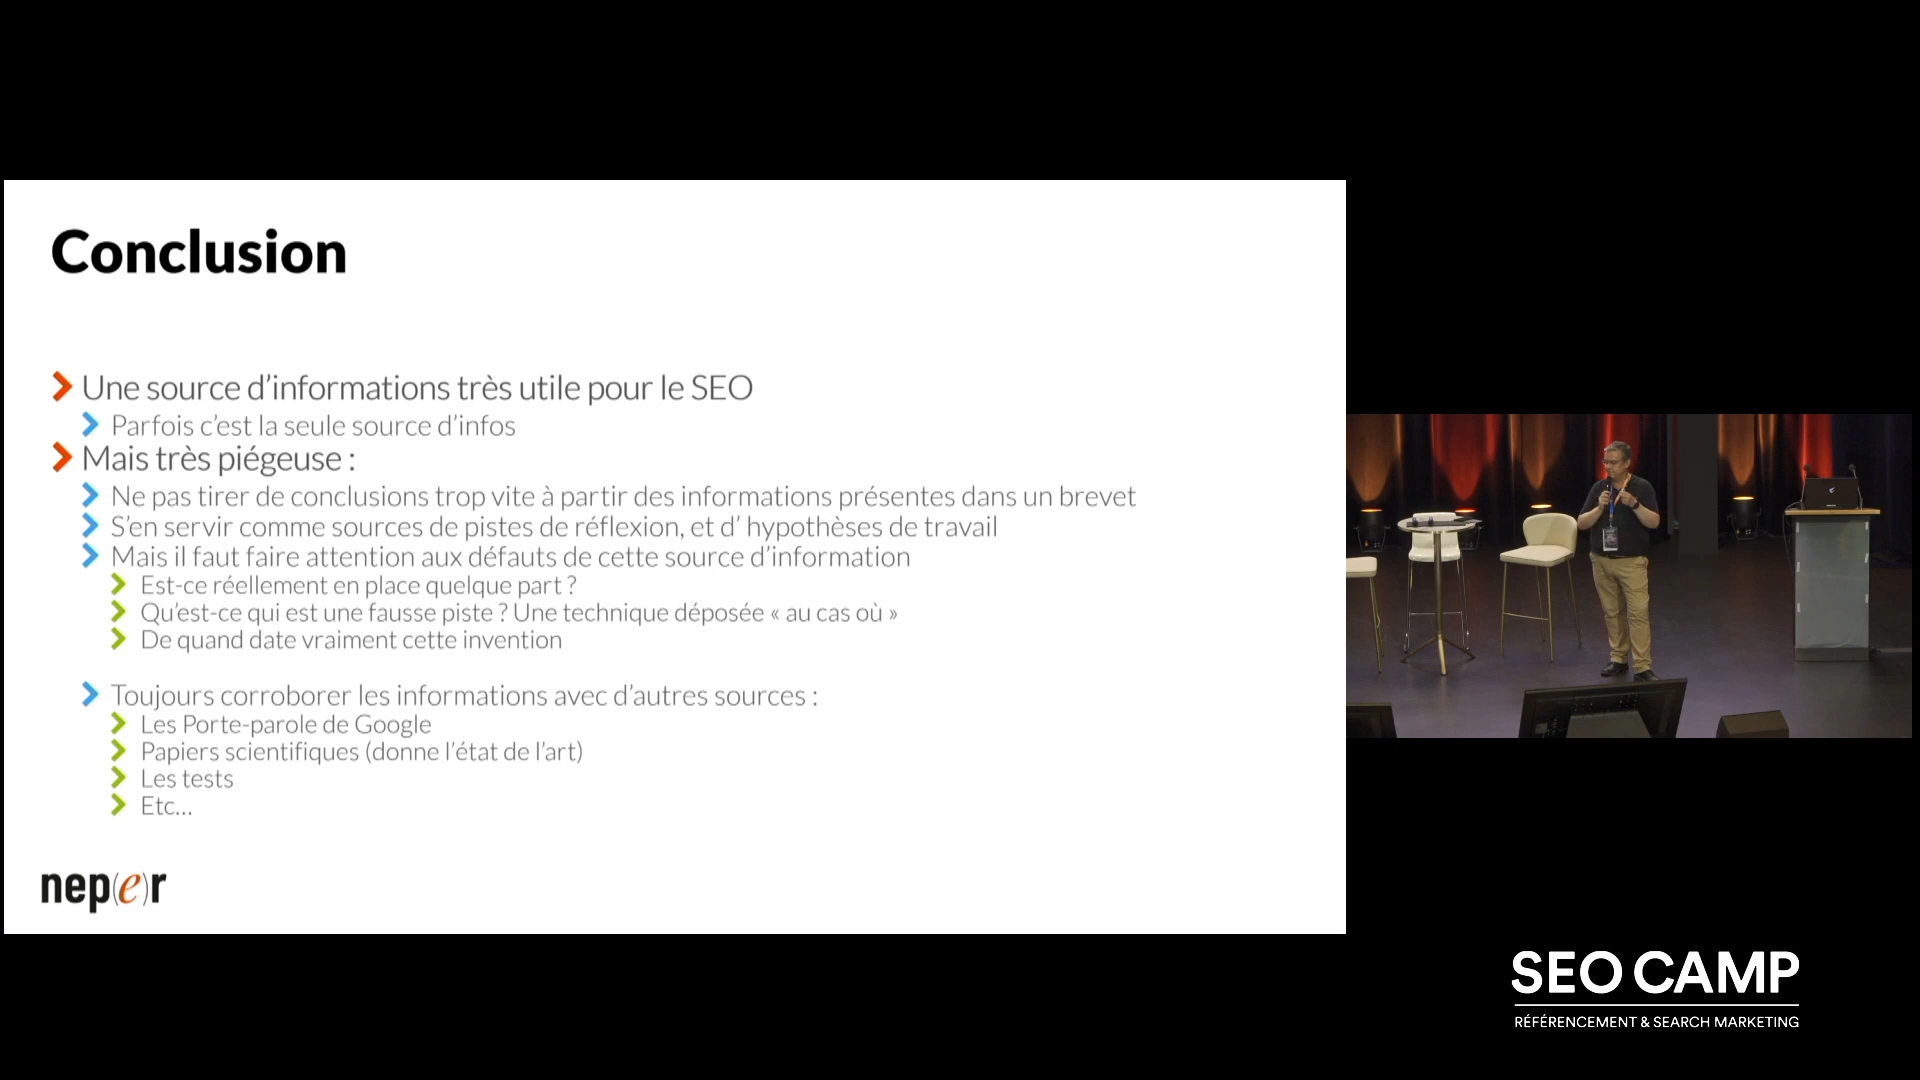 Conclusion
Une source d’informations très utile pour le SEO
Parfois c’est la seule source d’infos
Mais très piégeuse :
Ne pas tirer de conclusions trop vite à partir des informations présentes dans un brevet
S’en servir comme sources de pistes de réflexion, et d’ hypothèses de travail
Mais il faut faire attention aux défauts de cette source d’information
Est-ce réellement en place quelque part ?
Qu’est-ce qui est une fausse piste ? Une technique déposée « au cas où »
De quand date vraiment cette invention
Toujours corroborer les informations avec d’autres sources :
Les Porte-parole de Google
Papiers scientifiques (donne l’état de l’art)
Les tests
Etc…
nep(e)r
SEO CAMP
RÉFÉRENCEMENT & SEARCH MARKETING